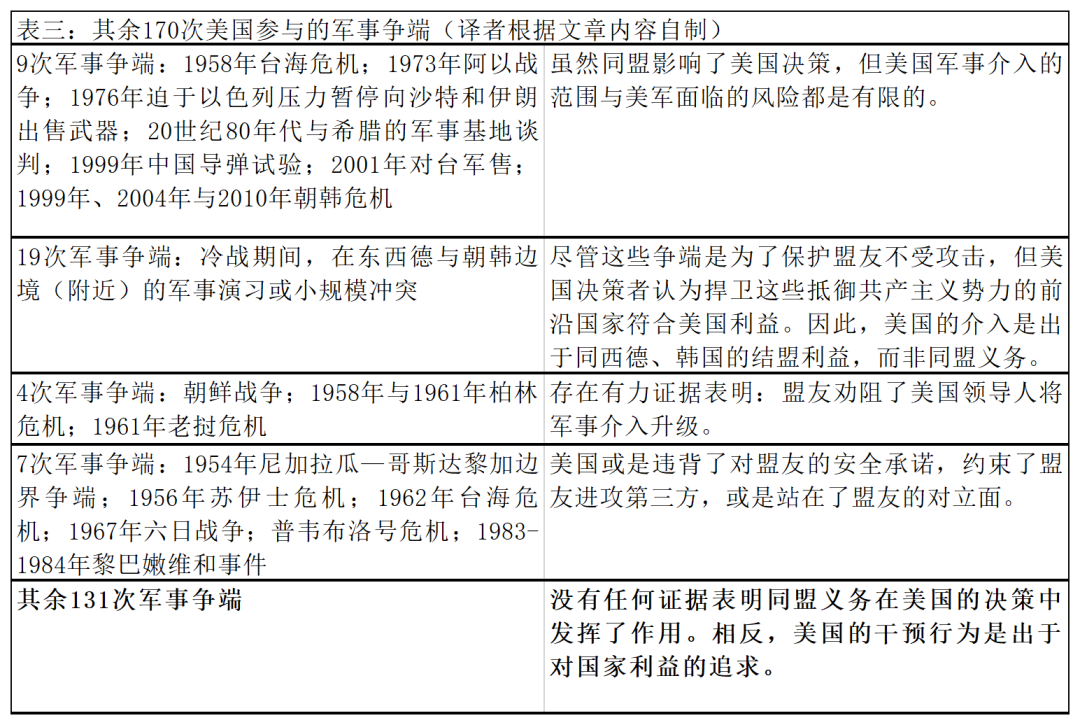 表三：其余170次美国参与的军事争端（译者根据文章内容自制）
9次军事争端：1958年台海危机；1973年阿以战
争；1976年迫于以色列压力暂停向沙特和伊朗
出售武器；20世纪80年代与希腊的军事基地谈
判；1999年中国导弹试验；2001年对台军售；
1999年、2004年与2010年朝韩危机
虽然同盟影响了美国决策，但美国军事介入的
范围与美军面临的风险都是有限的。
19次军事争端：冷战期间，在东西德与朝韩边
境（附近）的军事演习或小规模冲突
尽管这些争端是为了保护盟友不受攻击，但美
国决策者认为捍卫这些抵御共产主义势力的前
沿国家符合美国利益。因此，美国的介入是出
于同西德、韩国的结盟利益，而非同盟义务。
4次军事争端：朝鲜战争；1958年与1961年柏林
危机；1961年老挝危机
存在有力证据表明：盟友劝阻了美国领导人将
军事介入升级。
7次军事争端：1954年尼加拉瓜—哥斯达黎加边
界争端；1956年苏伊士危机；1962年台海危
机；1967年六日战争；普韦布洛号危机；1983-
1984年黎巴嫩维和事件
美国或是违背了对盟友的安全承诺，约束了盟
友进攻第三方，或是站在了盟友的对立面。
其余131次军事争端
没有任何证据表明同盟义务在美国的决策中
发挥了作用。相反，美国的干预行为是出于
对国家利益的追求。